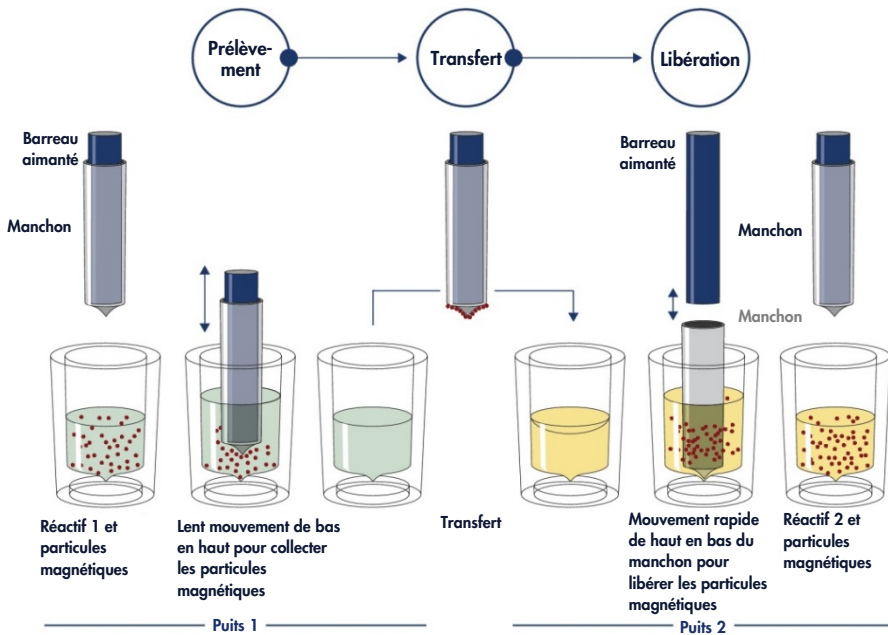 Prélève-
ment
Transfert
Libération
Barreau
aimanté
Manchon
Barreau
aimanté
Manchon
Manchon
Réactif 1 et
particules
magnétiques
Lent mouvement de bas
en haut pour collecter
les particules
magnétiques
Transfert
Mouvement rapide
de haut en bas du
manchon pour
libérer les particules
magnétiques
Réactif 2 et
particules
magnétiques
Puits 1
Puits 2